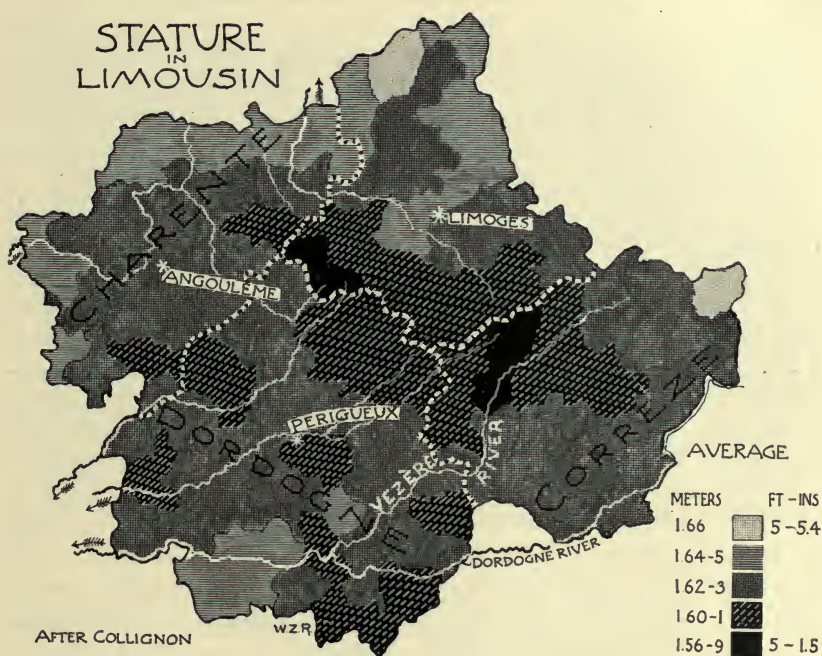 STATURE
IN
LIMOUSIN
CHARENTE
✳LIMOGES
✳ANGOULÊME
PERIGUEUX
DORDOGNE
CORREZE
VEZÈRE RIVER
DORDOGNE RIVER
W.Z.R.
AFTER COLLIGNON
AVERAGE
METERS FT-INS
1.66 5-5.4
1.64-5
1.62-3
1.60-1
1.56-9 5-1.5